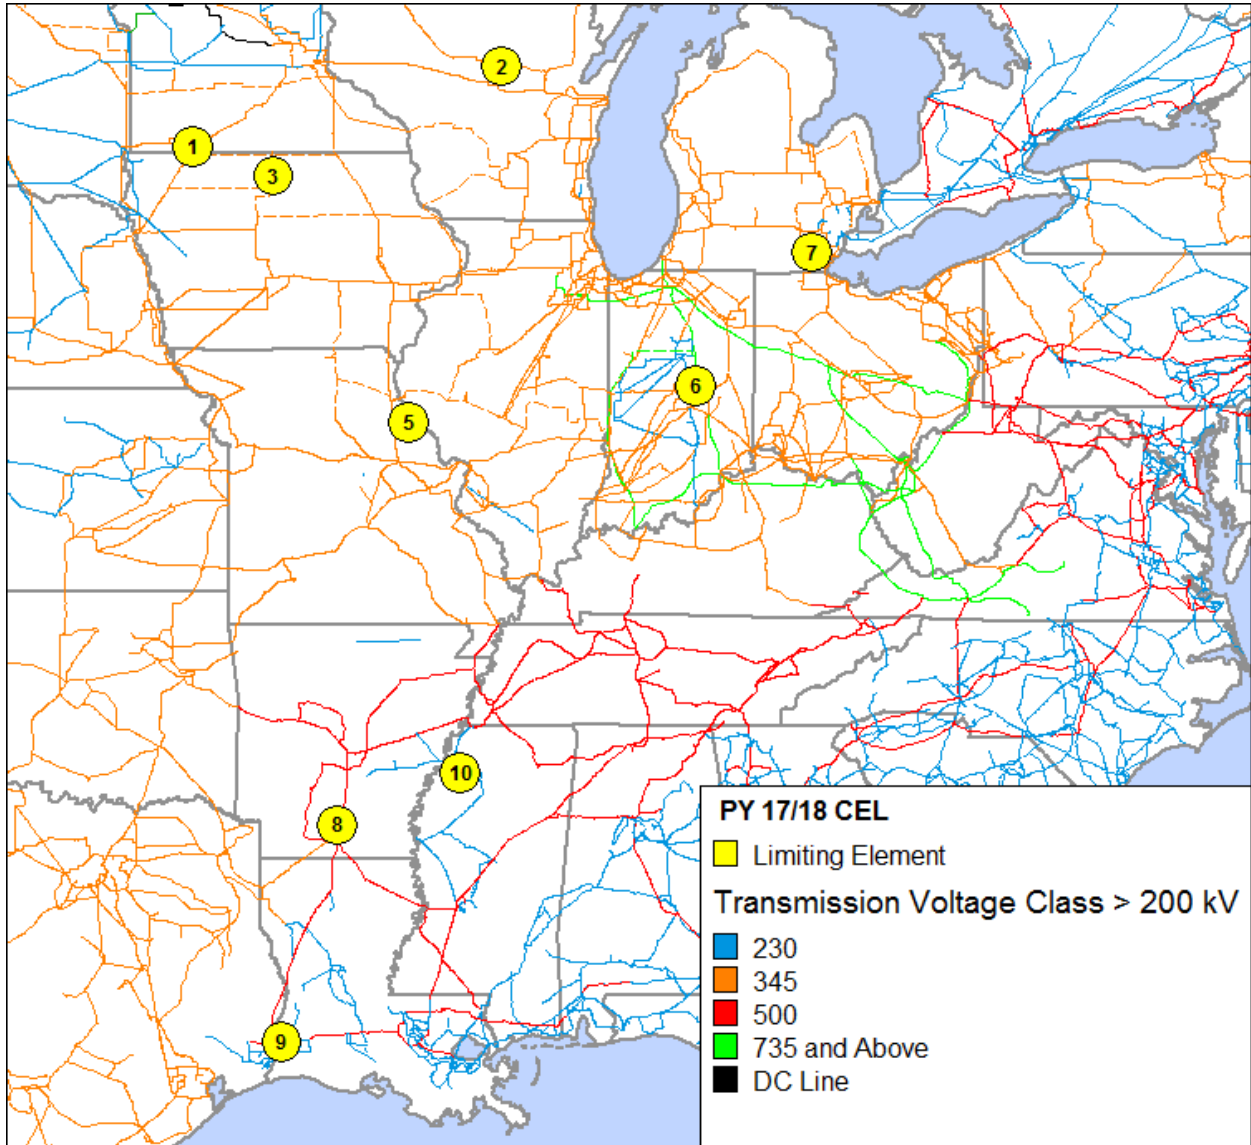 2
1
3
7
6
5
10
8
9
PY 17/18 CEL
Limiting Element
Transmission Voltage Class > 200 kV
230
345
500
735 and Above
DC Line